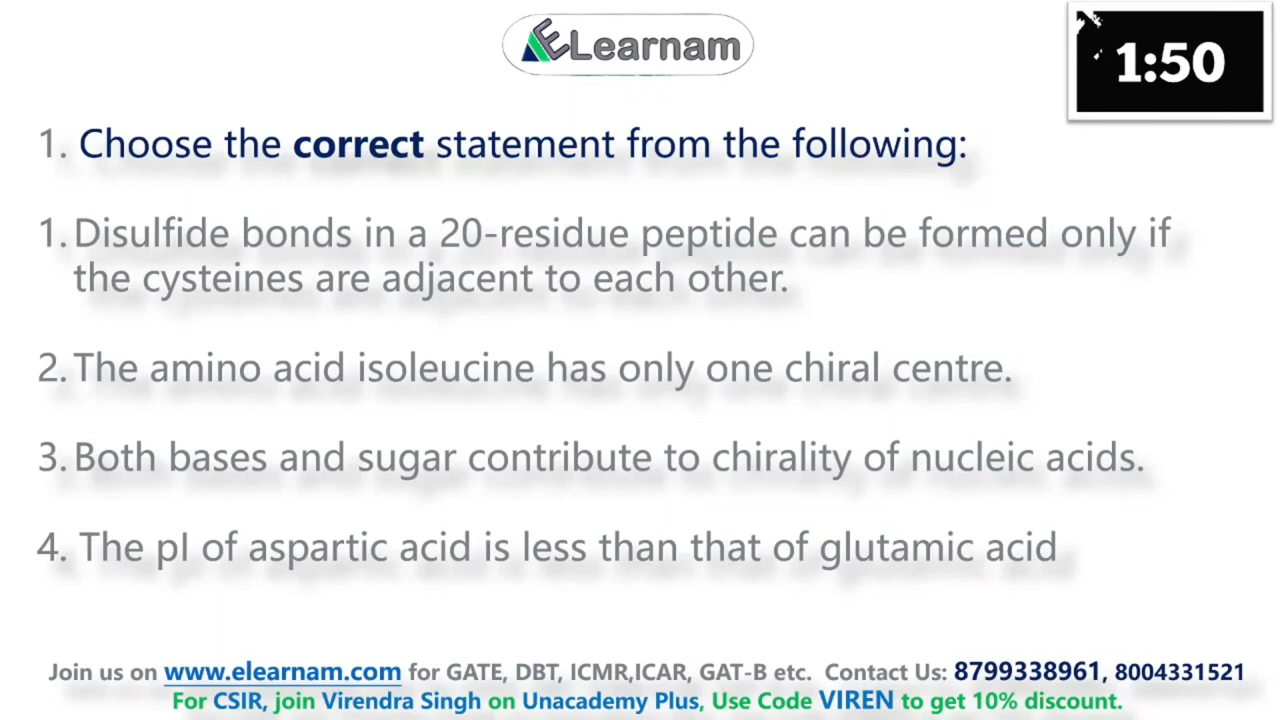 ELearnam
1:50
1. Choose the correct statement from the following:
1. Disulfide bonds in a 20-residue peptide can be formed only if
the cysteines are adjacent to each other.
2. The amino acid isoleucine has only one chiral centre.
3. Both bases and sugar contribute to chirality of nucleic acids.
4. The pI of aspartic acid is less than that of glutamic acid
Join us on www.elearnam.com for GATE, DBT, ICMR,ICAR, GAT-B etc. Contact Us: 8799338961, 8004331521
For CSIR, join Virendra Singh on Unacademy Plus, Use Code VIREN to get 10% discount.